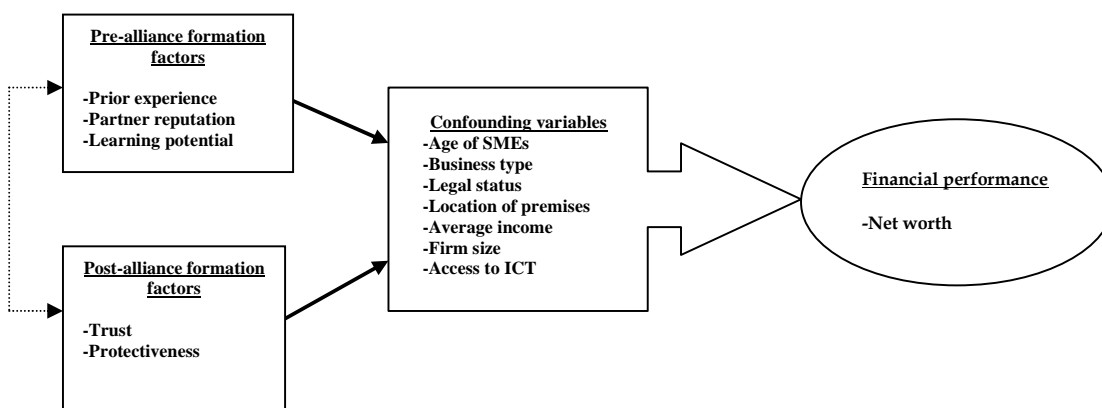 Pre-alliance formation
factors
-Prior experience
-Partner reputation
-Learning potential
Post-alliance formation
factors
-Trust
-Protectiveness
Confounding variables
-Age of SMEs
-Business type
-Legal status
-Location of premises
-Average income
-Firm size
-Access to ICT
Financial performance
-Net worth